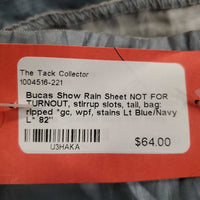 The Tack Collector
1004516-221
Bucas Show Rain Sheet NOT FOR
TURNOUT, stirrup slots, tail, bag:
ripped *gc, wpf, stains Lt Blue/Navy
L* 82"
$64.00
U3HAKA